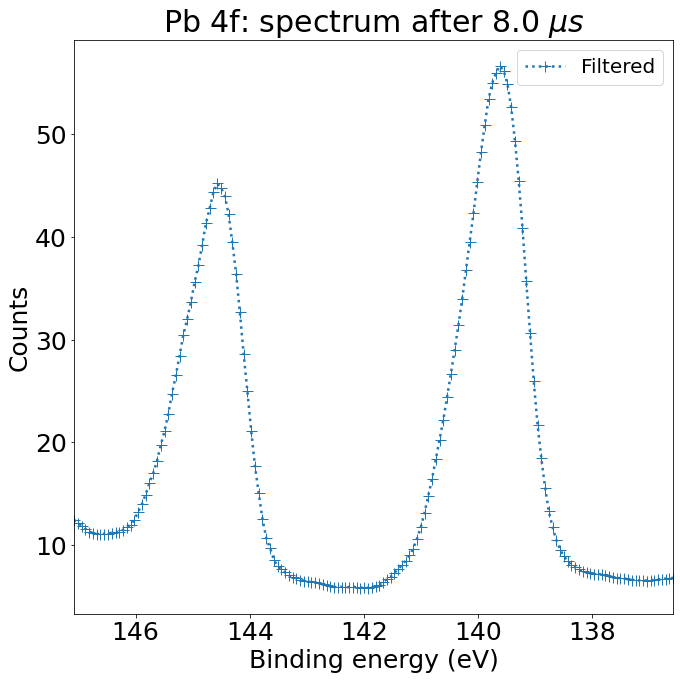 Pb 4f: spectrum after 8.0 μs
Filtered
Counts
50
40
30
20
10
146 144 142 140 138
Binding energy (eV)